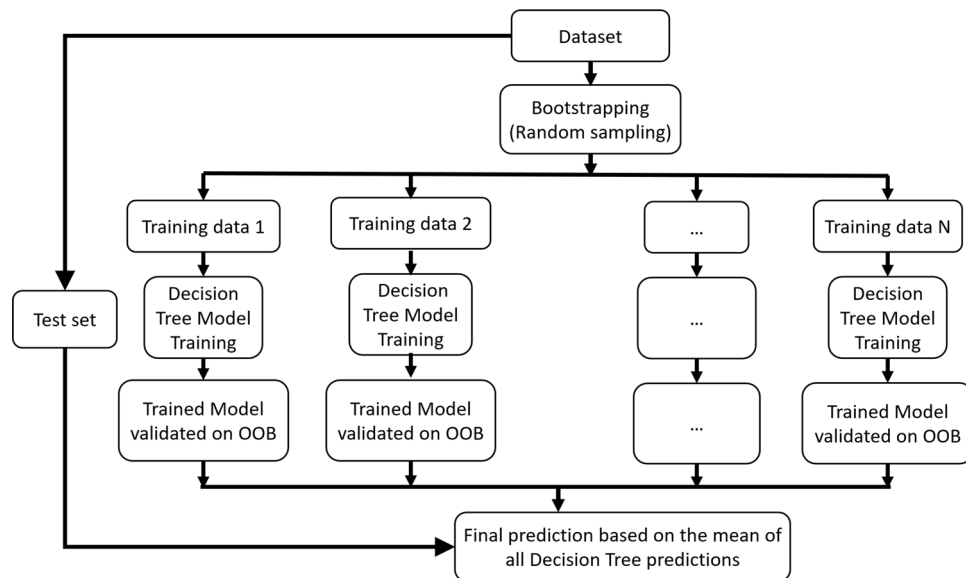 Dataset
Bootstrapping
(Random sampling)
Training data 1
Training data 2
...
Training data N
Test set
Decision
Tree Model
Training
Decision
Tree Model
Training
...
Decision
Tree Model
Training
Trained Model
validated on OOB
Trained Model
validated on OOB
...
Trained Model
validated on OOB
Final prediction based on the mean of
all Decision Tree predictions